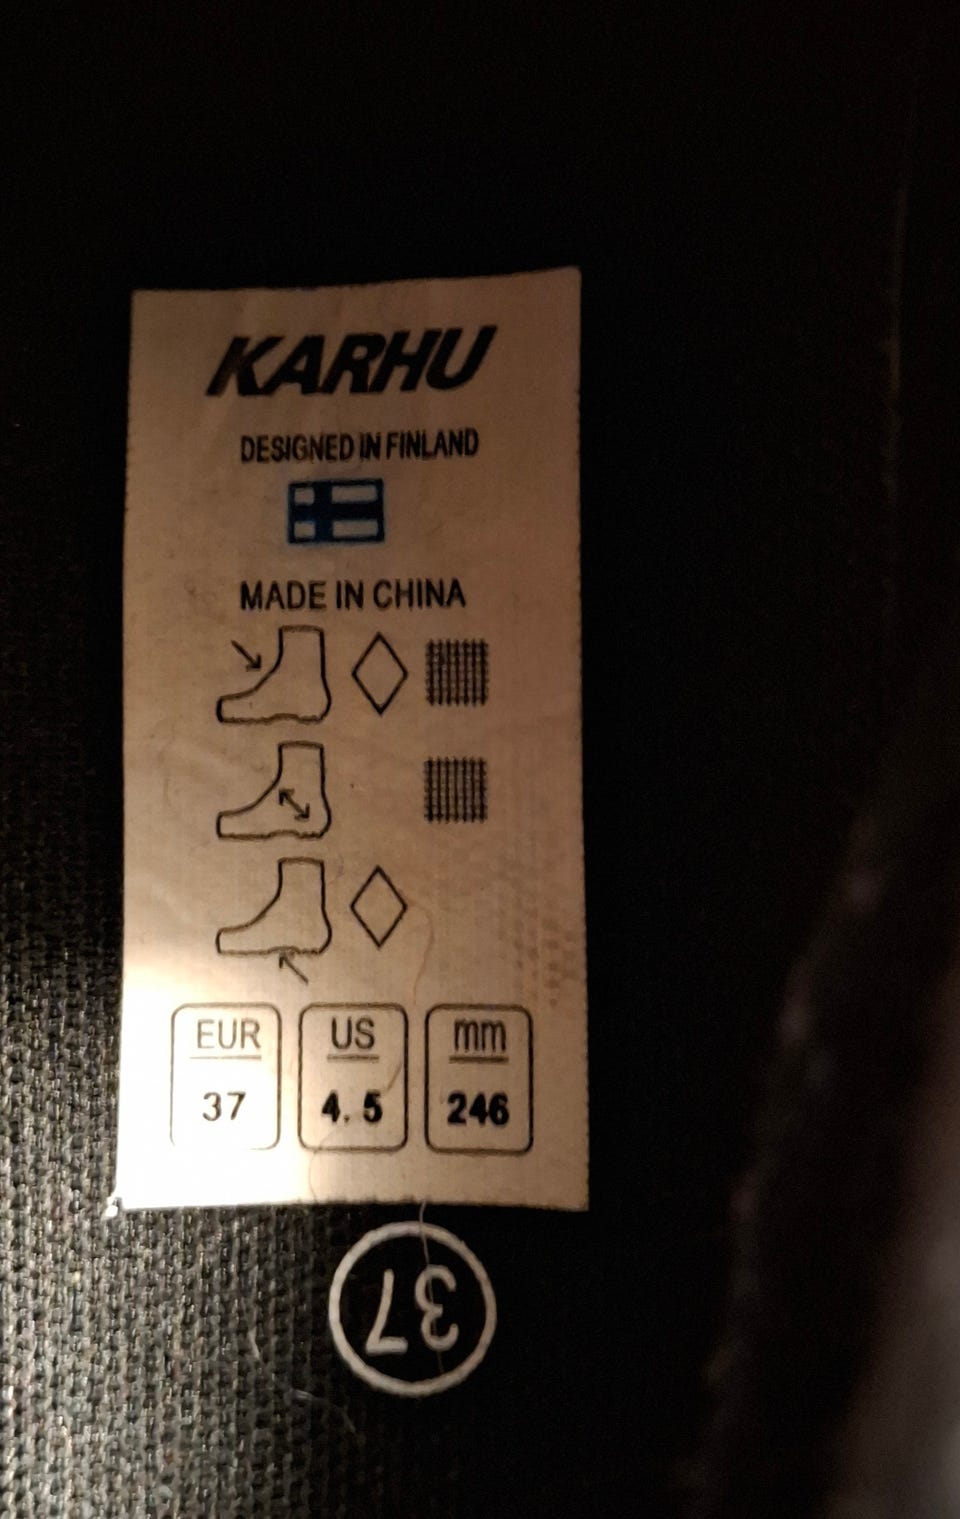 KARHU
DESIGNED IN FINLAND
MADE IN CHINA
EUR US mm
37 4.5 246
37